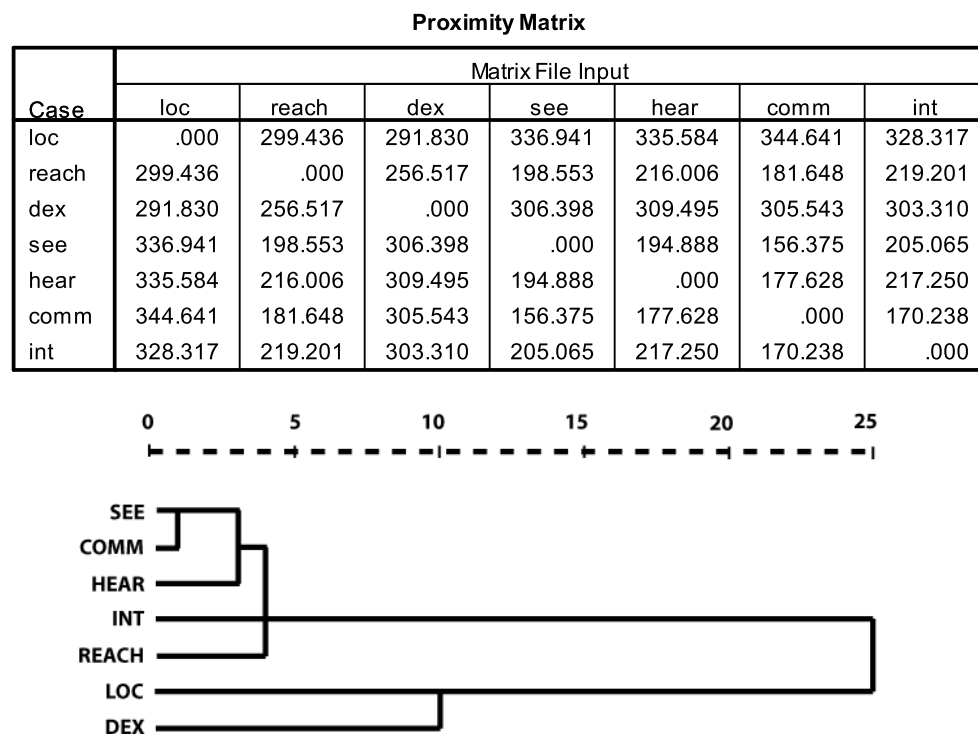 Proximity Matrix
Matrix File Input
Case loc reach dex see hear comm int
loc .000 299.436 291.830 336.941 335.584 344.641 328.317
reach 299.436 .000 256.517 198.553 216.006 181.648 219.201
dex 291.830 256.517 .000 306.398 309.495 305.543 303.310
see 336.941 198.553 306.398 .000 194.888 156.375 205.065
hear 335.584 216.006 309.495 194.888 .000 177.628 217.250
comm 344.641 181.648 305.543 156.375 177.628 .000 170.238
int 328.317 219.201 303.310 205.065 217.250 170.238 .000
0 5 10 15 20 25
SEE
COMM
HEAR
INT
REACH
LOC
DEX